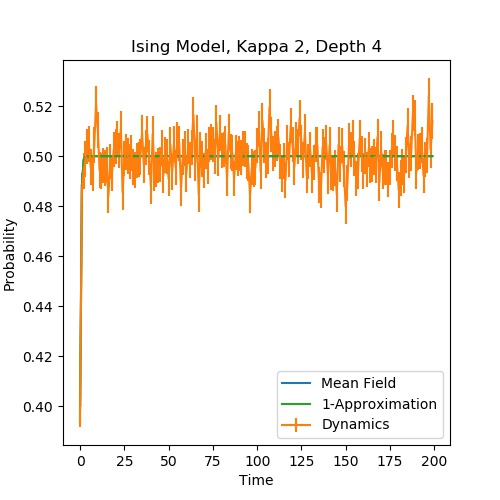 Ising Model, Kappa 2, Depth 4
Probability
0.52
0.50
0.48
0.46
0.44
0.42
0.40
Mean Field
1-Approximation
Dynamics
0 25 50 75 100 125 150 175 200
Time